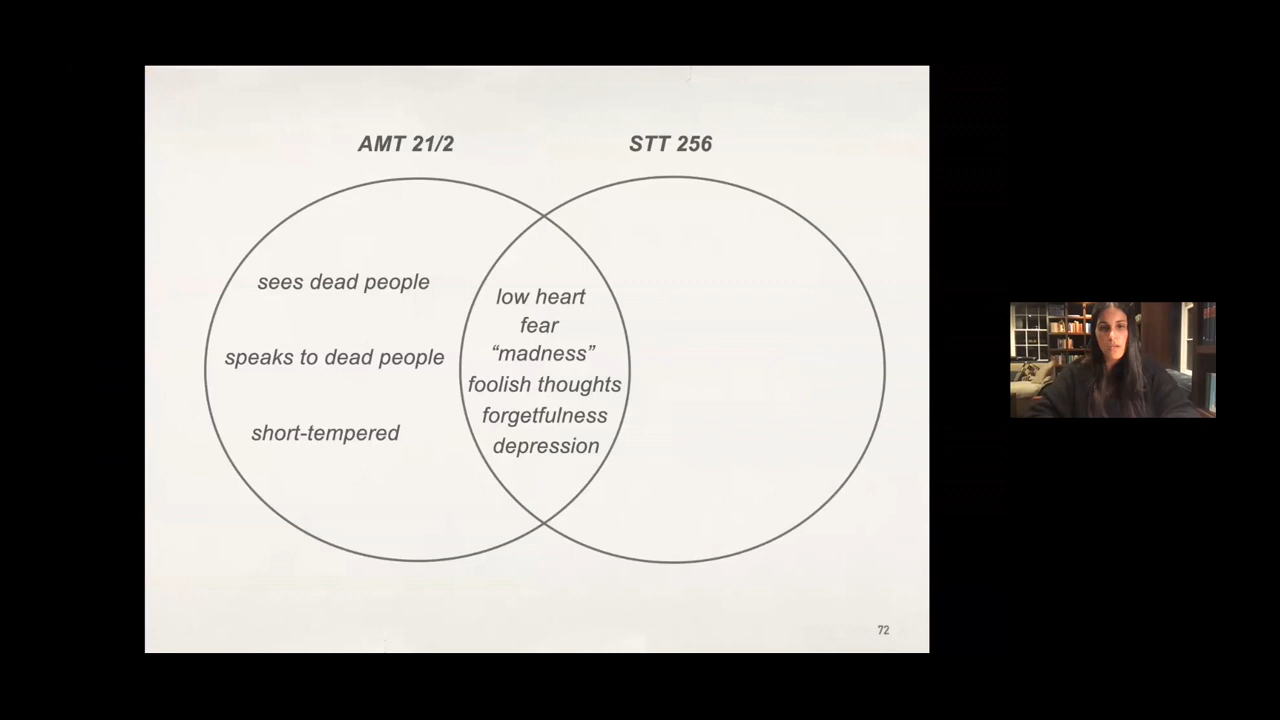 AMT 21/2
STT 256
sees dead people
speaks to dead people
short-tempered
low heart
fear
“madness”
foolish thoughts
forgetfulness
depression
72